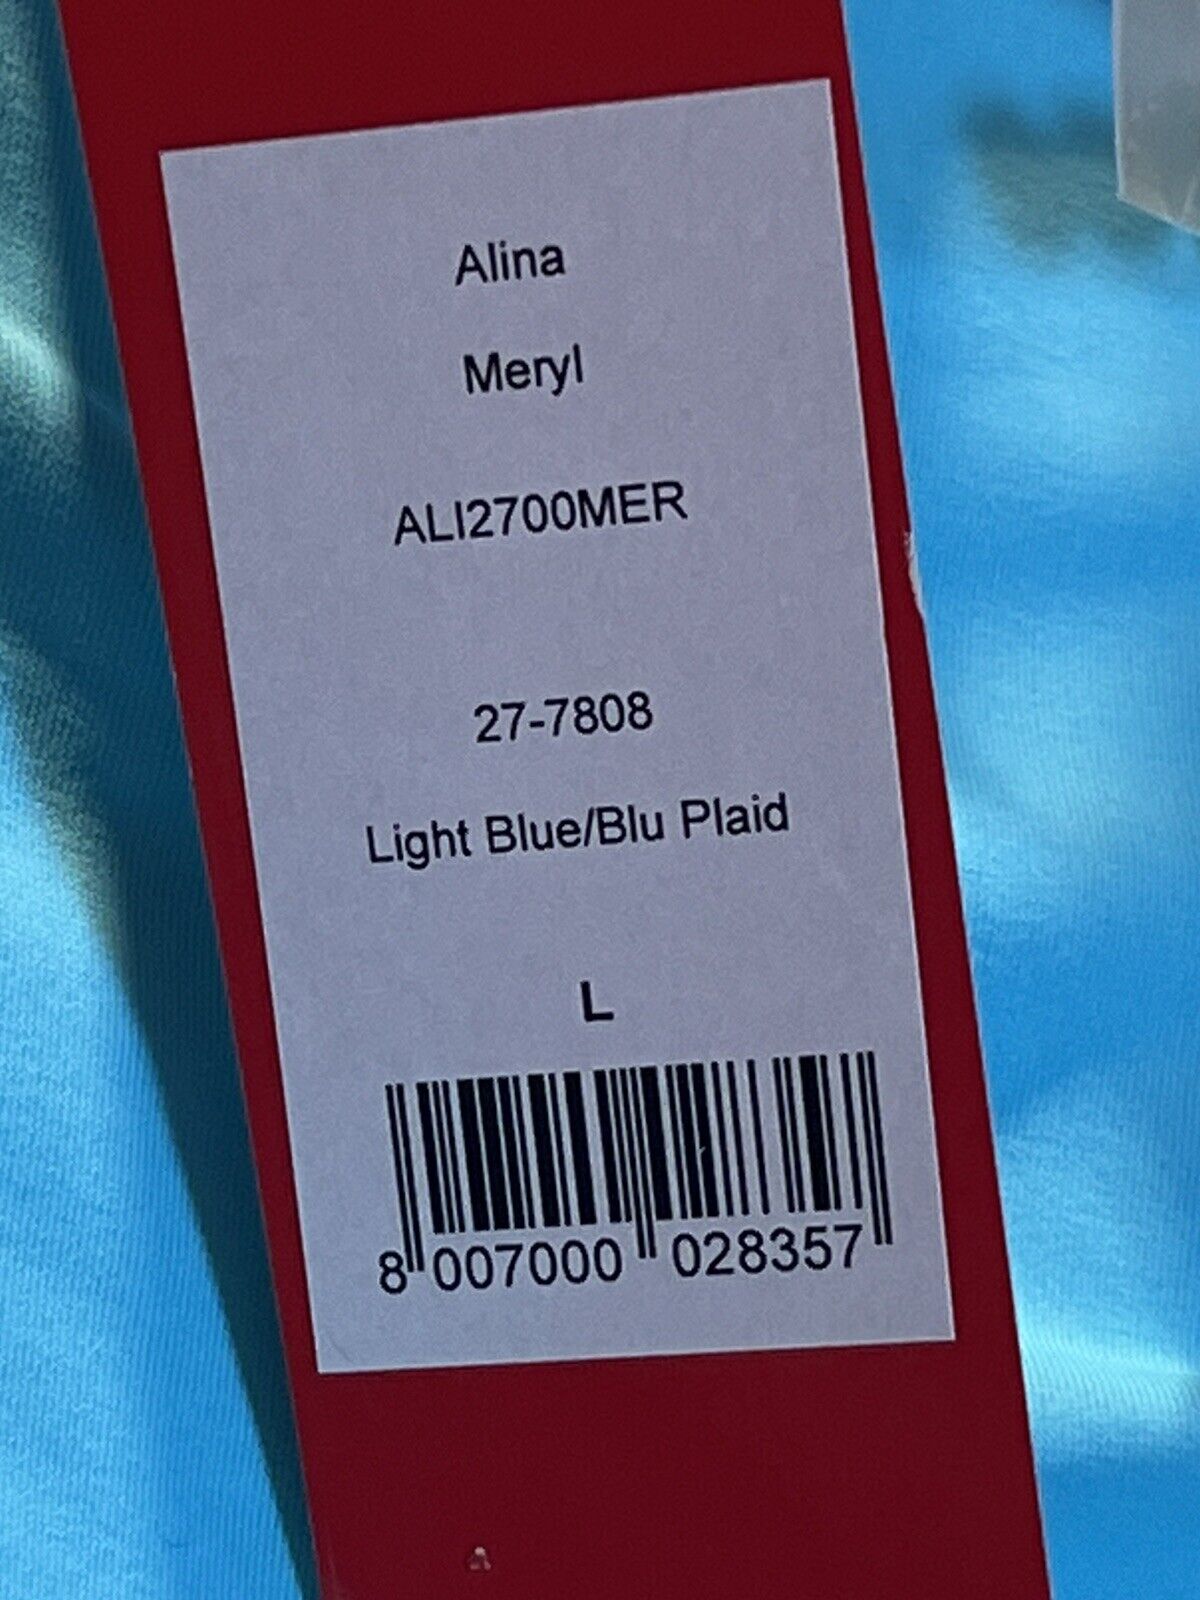 Alina
Meryl
ALI2700MER
27-7808
Light Blue/Blu Plaid
L
8 007000 028357